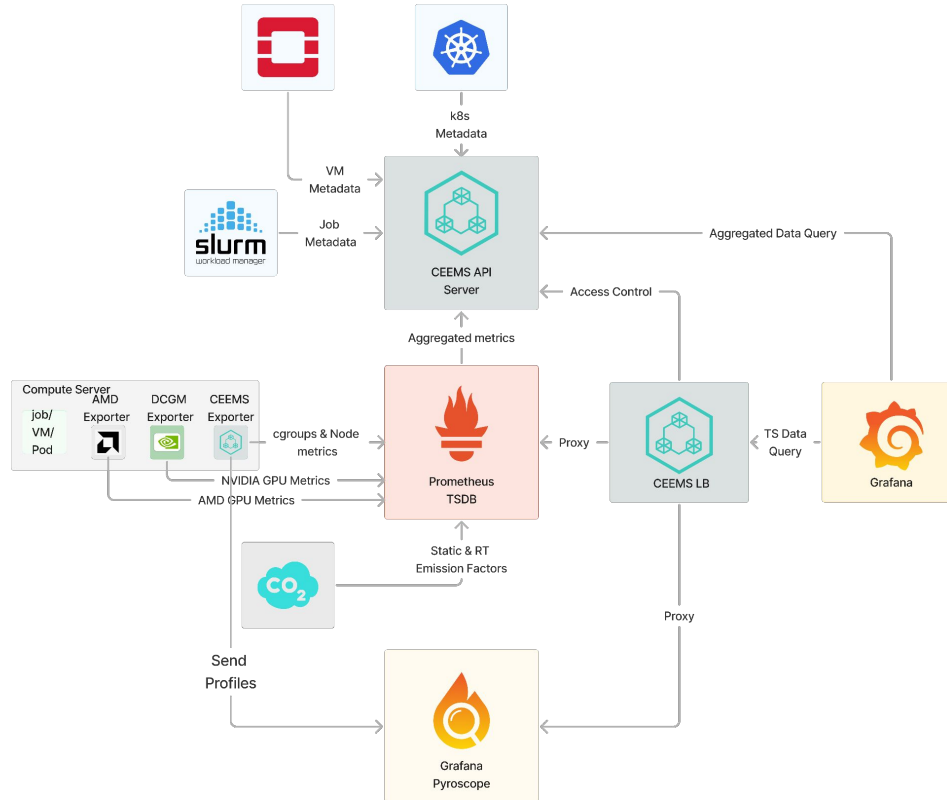 k8s
Metadata
VM
Metadata
slurm
workload manager
Job
Metadata
CEEMS API
Server
Aggregated Data Query
Access Control
Aggregated metrics
Compute Server
job/
VM/
Pod
AMD
Exporter
DCGM
Exporter
CEEMS
Exporter
cgroups & Node
metrics
NVIDIA GPU Metrics
AMD GPU Metrics
Prometheus
TSDB
Proxy
CEEMS LB
TS Data
Query
Grafana
Static & RT
Emission Factors
CO2
Proxy
Send
Profiles
Grafana
Pyroscope